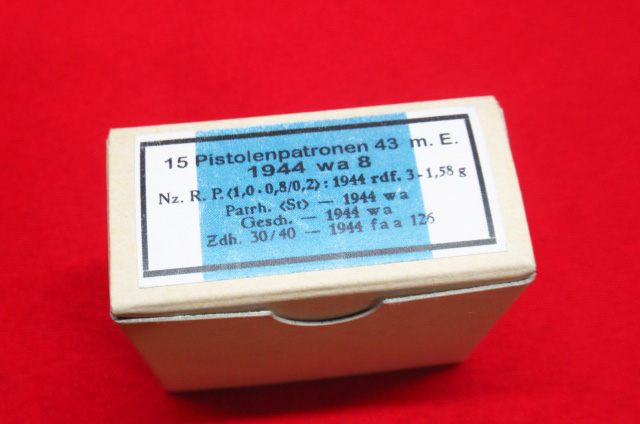 15 Pistolenpatronen 43 m. E.
1944 wa 8
Nz. R. P. (1,0 · 0,8/0,2) : 1944 rdf. 3 - 1,58 g
Patrh. ‹St› — 1944 wa
Gesch. — 1944 wa
Zdh. 30/40 — 1944 faa 126